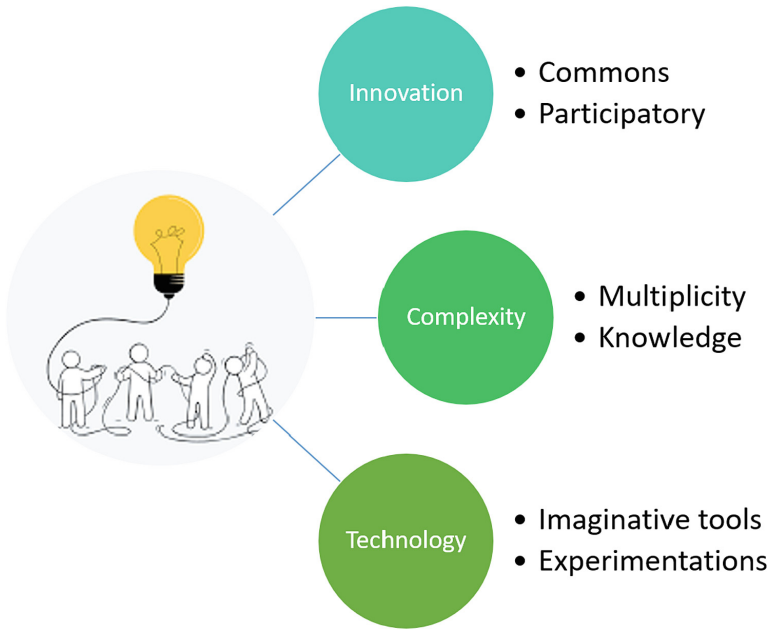 Innovation
• Commons
• Participatory
Complexity
• Multiplicity
• Knowledge
Technology
• Imaginative tools
• Experimentations